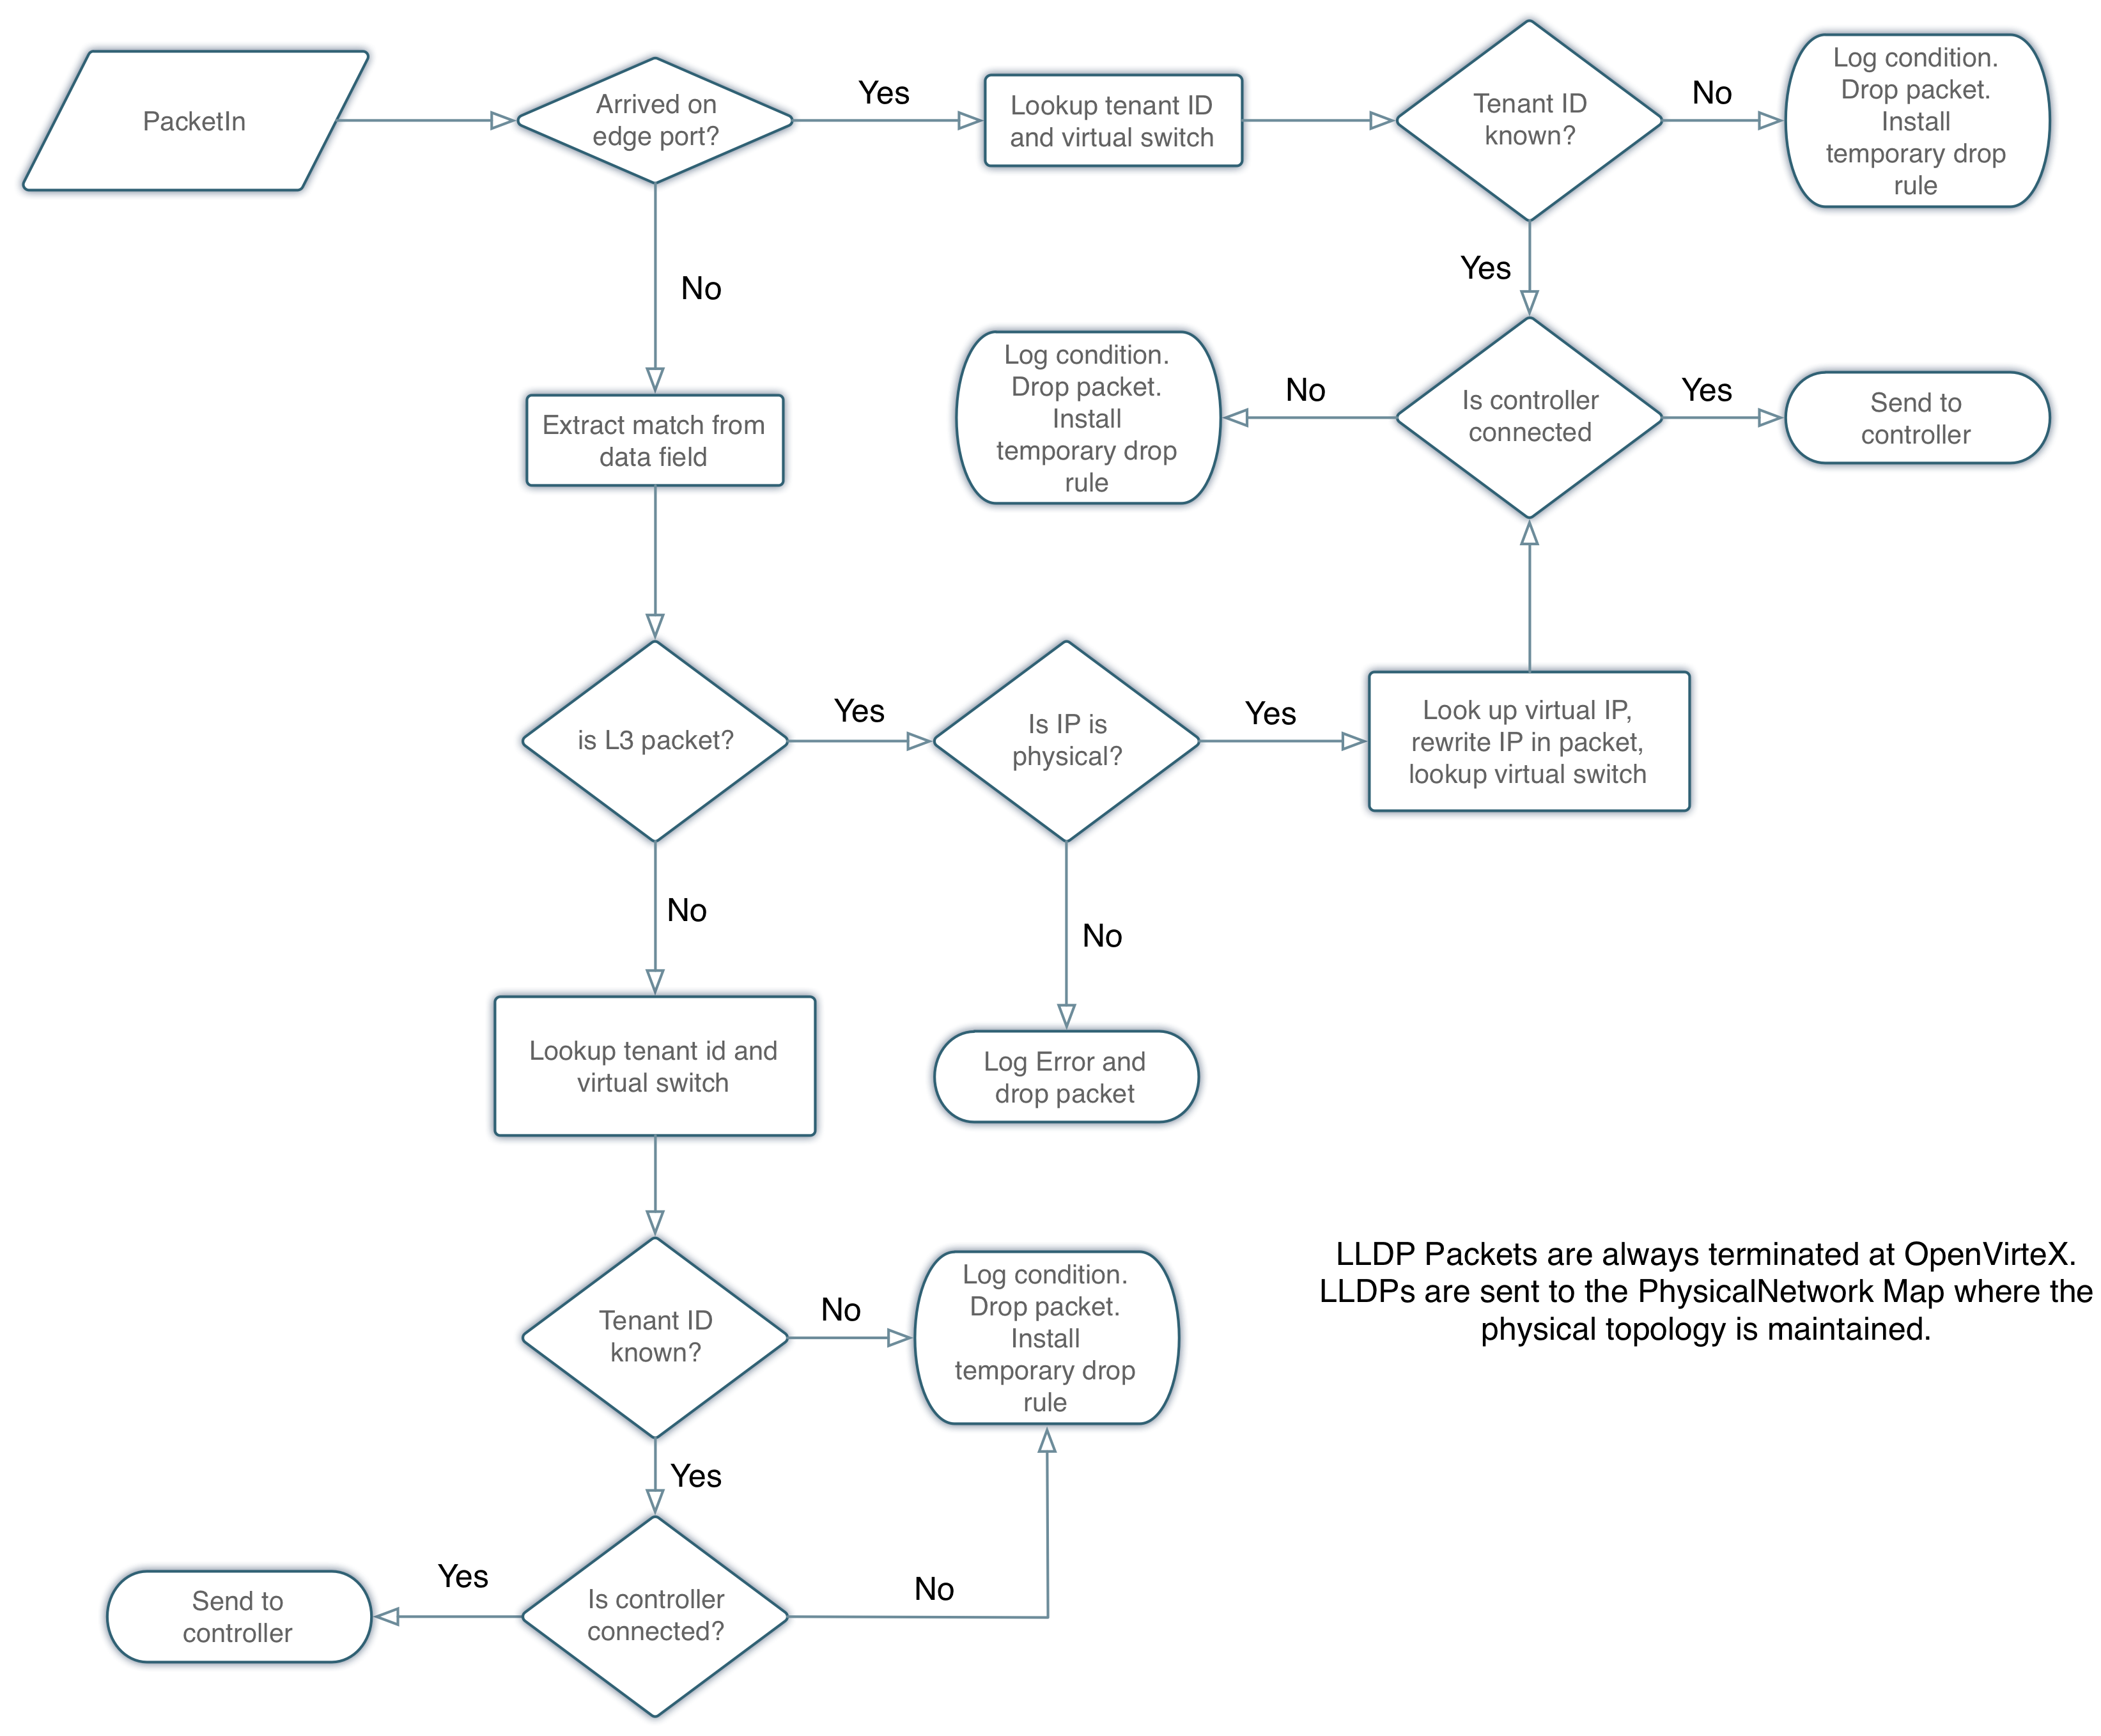 PacketIn
Arrived on
edge port?
Yes
Lookup tenant ID
and virtual switch
Tenant ID
known?
No
Log condition.
Drop packet.
Install
temporary drop
rule
No
Yes
Extract match from
data field
Log condition.
Drop packet.
Install
temporary drop
rule
No
Is controller
connected
Yes
Send to
controller
is L3 packet?
Yes
Is IP is
physical?
Yes
Look up virtual IP,
rewrite IP in packet,
lookup virtual switch
No
No
Lookup tenant id and
virtual switch
Log Error and
drop packet
Tenant ID
known?
No
Log condition.
Drop packet.
Install
temporary drop
rule
LLDP Packets are always terminated at OpenVirteX.
LLDPs are sent to the PhysicalNetwork Map where the
physical topology is maintained.
Yes
Send to
controller
Yes
Is controller
connected?
No